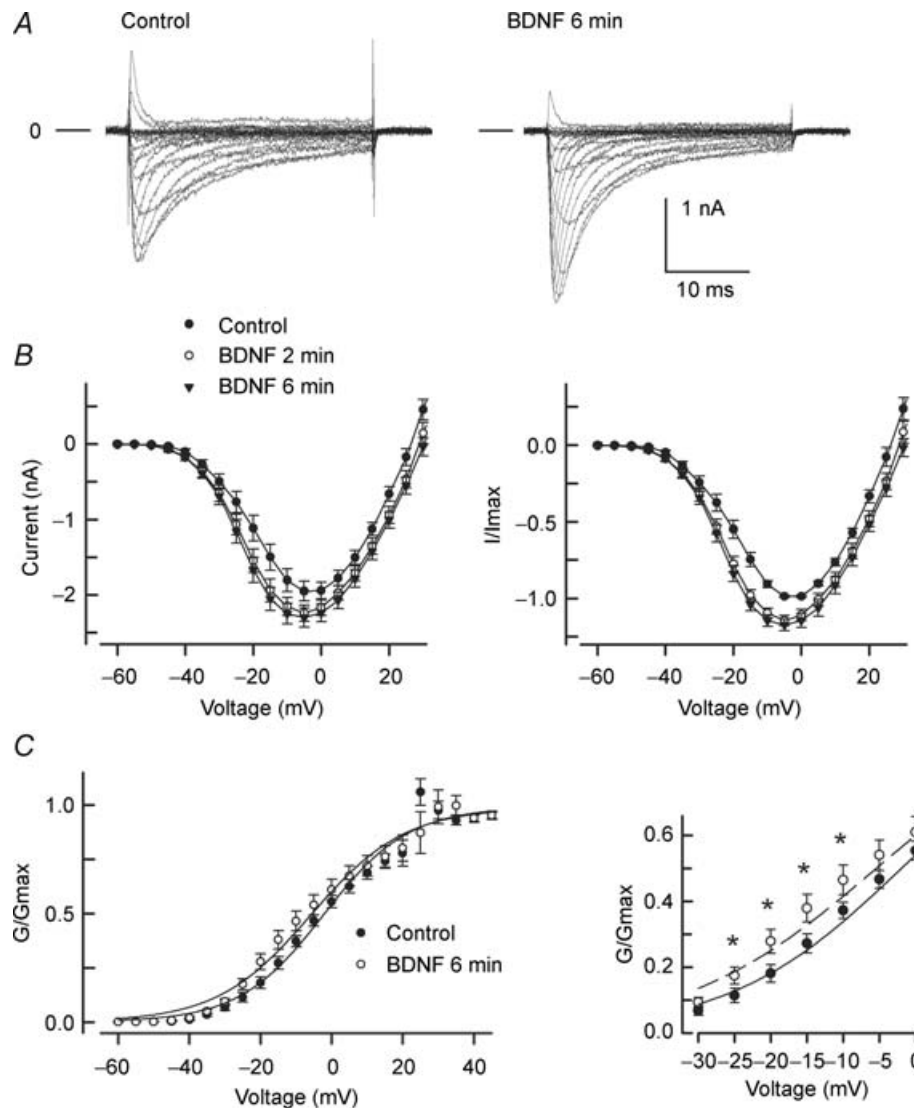 A
Control
BDNF 6 min
0
1 nA
10 ms
B
Control
BDNF 2 min
BDNF 6 min
0
−1
−2
Current (nA)
−60 −40 −20 0 20
Voltage (mV)
0.0
−0.5
−1.0
I/Imax
−60 −40 −20 0 20
Voltage (mV)
C
1.0
0.5
0.0
G/Gmax
Control
BDNF 6 min
−60 −40 −20 0 20 40
Voltage (mV)
0.6
0.4
0.2
0.0
G/Gmax
* * * *
−30 −25 −20 −15 −10 −5 0
Voltage (mV)